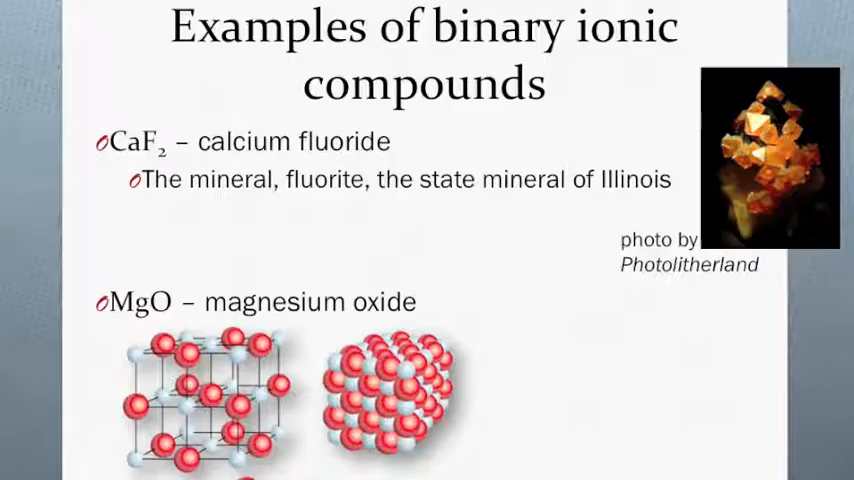 Examples of binary ionic
compounds
CaF₂ – calcium fluoride
The mineral, fluorite, the state mineral of Illinois
photo by
Photolitherland
MgO – magnesium oxide